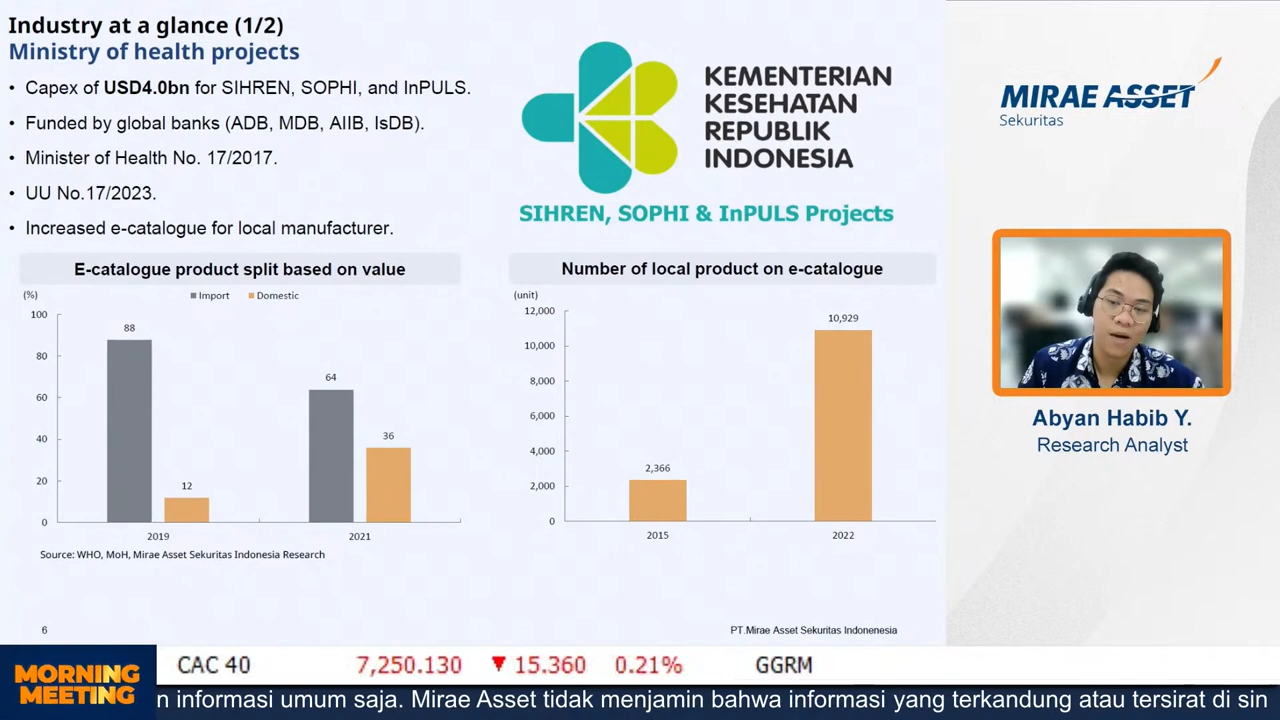 Industry at a glance (1/2)
Ministry of health projects
• Capex of USD4.0bn for SIHREN, SOPHI, and InPULS.
• Funded by global banks (ADB, MDB, AIIB, IsDB).
• Minister of Health No. 17/2017.
• UU No.17/2023.
• Increased e-catalogue for local manufacturer.
KEMENTERIAN
KESEHATAN
REPUBLIK
INDONESIA
SIHREN, SOPHI & InPULS Projects
E-catalogue product split based on value
(%)
Import Domestic
100
80
60
40
20
0
88
12
64
36
2019 2021
Source: WHO, MoH, Mirae Asset Sekuritas Indonesia Research
Number of local product on e-catalogue
(unit)
12,000
10,000
8,000
6,000
4,000
2,000
0
2,366
10,929
2015 2022
6
PT.Mirae Asset Sekuritas Indonenesia
MIRAE ASSET
Sekuritas
Abyan Habib Y.
Research Analyst
MORNING
MEETING
CAC 40 7,250.130 ▼ 15.360 0.21% GGRM
n informasi umum saja. Mirae Asset tidak menjamin bahwa informasi yang terkandung atau tersirat di sin